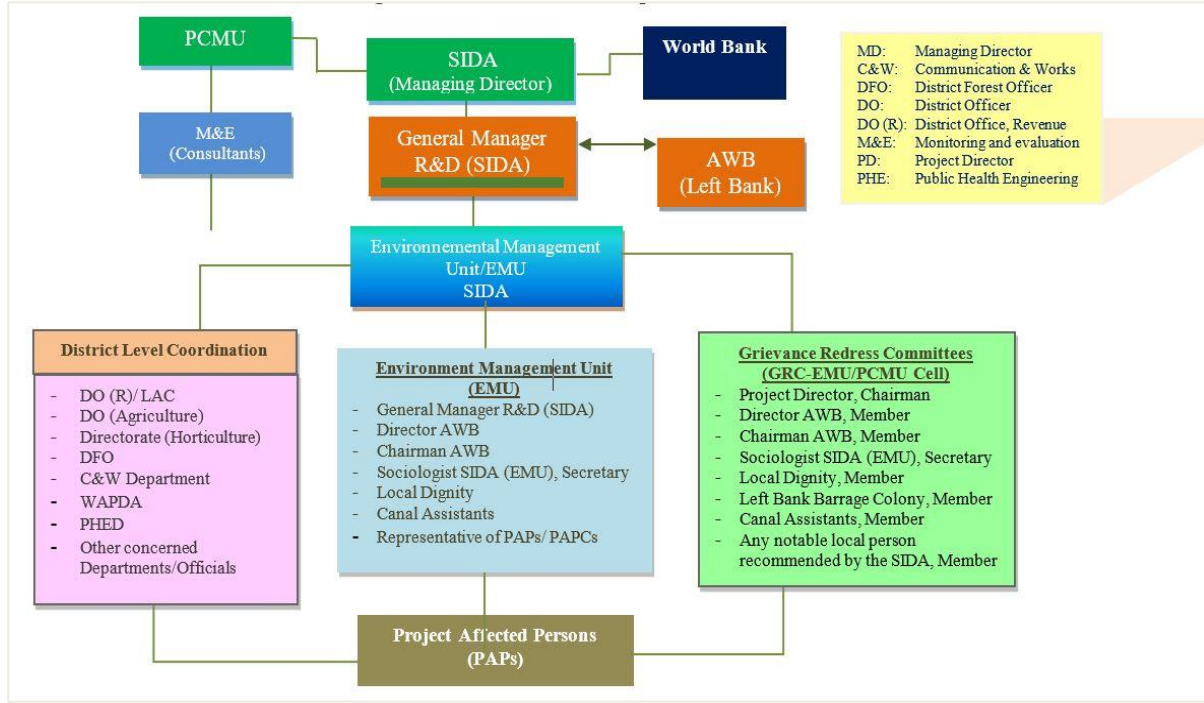 PCMU
SIDA
(Managing Director)
World Bank
MD: Managing Director
C&W: Communication & Works
DFO: District Forest Officer
DO: District Officer
DO (R): District Office, Revenue
M&E: Monitoring and evaluation
PD: Project Director
PHE: Public Health Engineering
M&E
(Consultants)
General Manager
R&D (SIDA)
AWB
(Left Bank)
Environnemental Management
Unit/EMU
SIDA
District Level Coordination
- DO (R)/ LAC
- DO (Agriculture)
- Directorate (Horticulture)
- DFO
- C&W Department
- WAPDA
- PHED
- Other concerned
Departments/Officials
Environment Management Unit
(EMU)
- General Manager R&D (SIDA)
- Director AWB
- Chairman AWB
- Sociologist SIDA (EMU), Secretary
- Local Dignity
- Canal Assistants
- Representative of PAPs/ PAPCs
Grievance Redress Committees
(GRC-EMU/PCMU Cell)
- Project Director, Chairman
- Director AWB, Member
- Chairman AWB, Member
- Sociologist SIDA (EMU), Secretary
- Local Dignity, Member
- Left Bank Barrage Colony, Member
- Canal Assistants, Member
- Any notable local person
recommended by the SIDA, Member
Project Affected Persons
(PAPs)